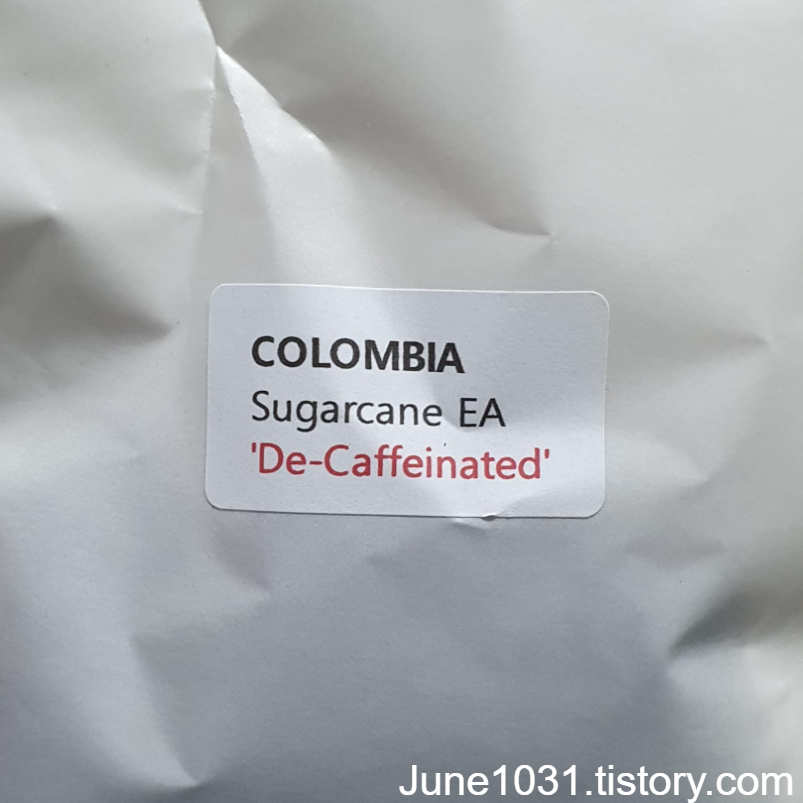 COLOMBIA
Sugarcane EA
'De-Caffeinated'
June1031.tistory.com